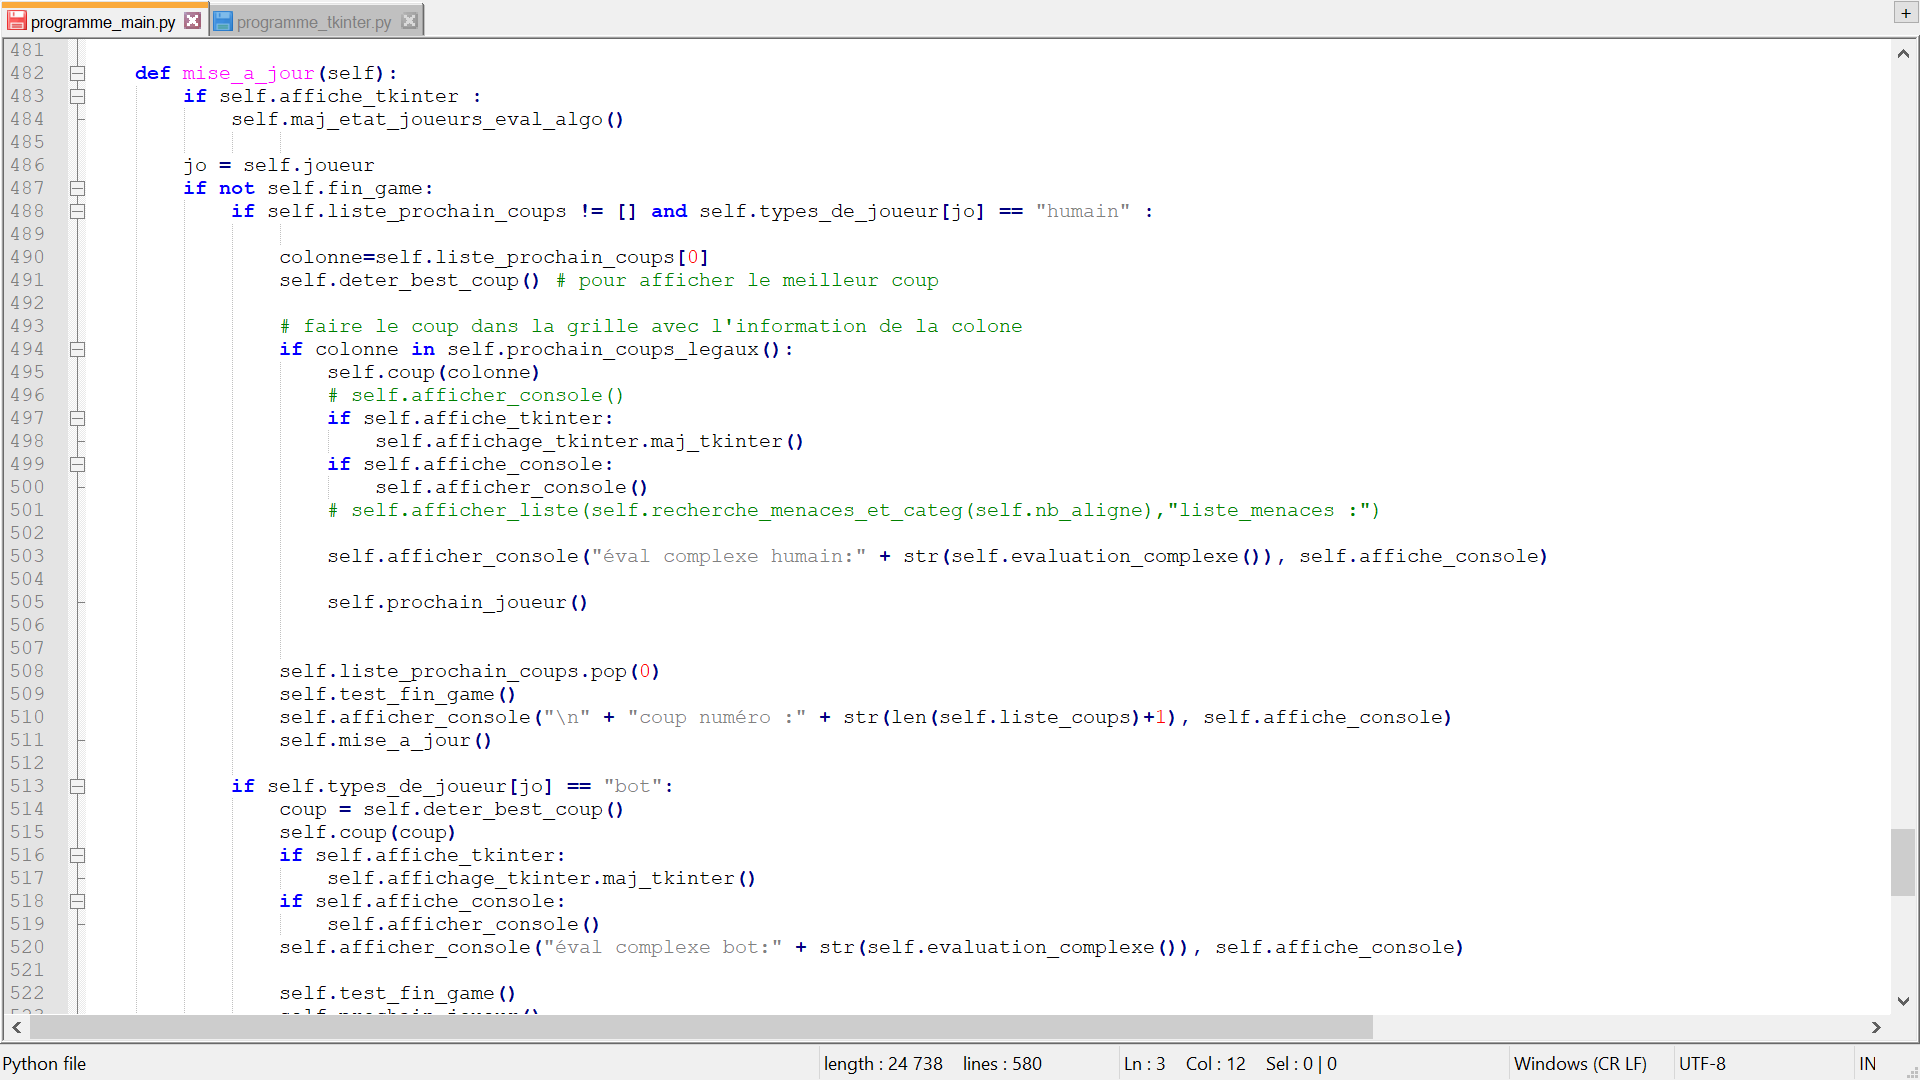 programme_main.py programme_tkinter.py +
481
482 def mise_a_jour(self):
483 if self.affiche_tkinter :
484 self.maj_etat_joueurs_eval_algo()
485
486 jo = self.joueur
487 if not self.fin_game:
488 if self.liste_prochain_coups != [] and self.types_de_joueur[jo] == "humain" :
489
490 colonne=self.liste_prochain_coups[0]
491 self.deter_best_coup() # pour afficher le meilleur coup
492
493 # faire le coup dans la grille avec l'information de la colone
494 if colonne in self.prochain_coups_legaux():
495 self.coup(colonne)
496 # self.afficher_console()
497 if self.affiche_tkinter:
498 self.affichage_tkinter.maj_tkinter()
499 if self.affiche_console:
500 self.afficher_console()
501 # self.afficher_liste(self.recherche_menaces_et_categ(self.nb_aligne),"liste_menaces :")
502
503 self.afficher_console("éval complexe humain:" + str(self.evaluation_complexe()), self.affiche_console)
504
505 self.prochain_joueur()
506
507
508 self.liste_prochain_coups.pop(0)
509 self.test_fin_game()
510 self.afficher_console("\n" + "coup numéro :" + str(len(self.liste_coups)+1), self.affiche_console)
511 self.mise_a_jour()
512
513 if self.types_de_joueur[jo] == "bot":
514 coup = self.deter_best_coup()
515 self.coup(coup)
516 if self.affiche_tkinter:
517 self.affichage_tkinter.maj_tkinter()
518 if self.affiche_console:
519 self.afficher_console()
520 self.afficher_console("éval complexe bot:" + str(self.evaluation_complexe()), self.affiche_console)
521
522 self.test_fin_game()
Python file length : 24 738 lines : 580 Ln : 3 Col : 12 Sel : 0 | 0 Windows (CR LF) UTF-8 IN